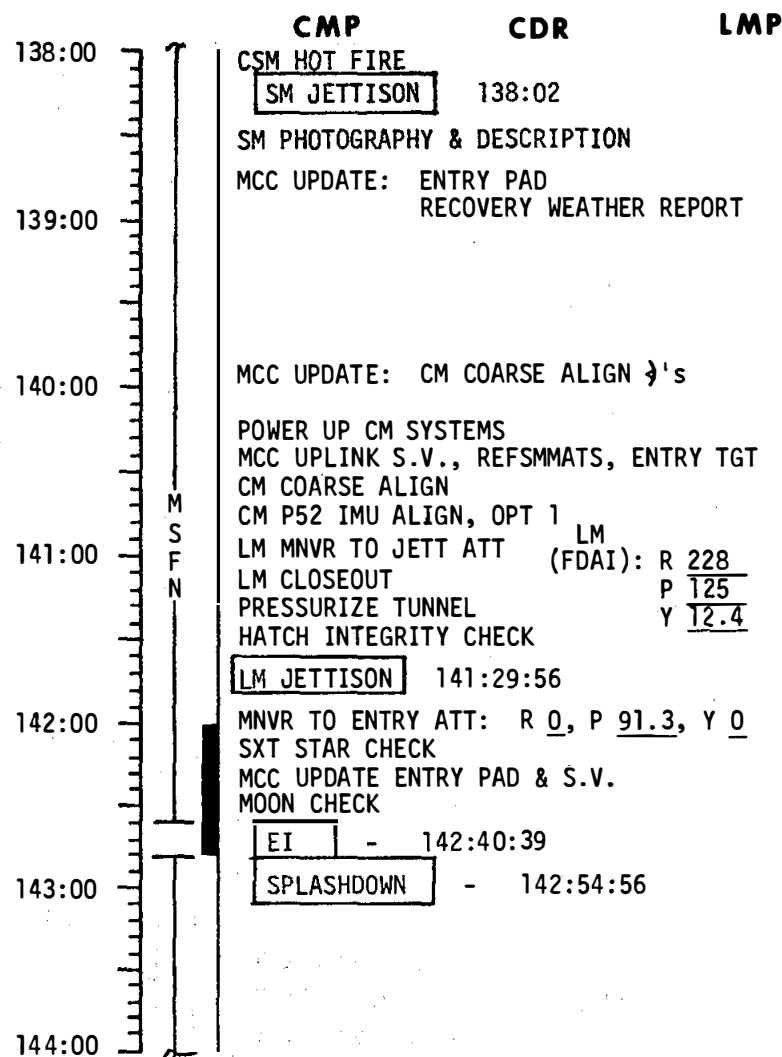 CMP CDR LMP
138:00
CSM HOT FIRE
SM JETTISON 138:02
SM PHOTOGRAPHY & DESCRIPTION
MCC UPDATE: ENTRY PAD
RECOVERY WEATHER REPORT
139:00
140:00
MCC UPDATE: CM COARSE ALIGN ∢'s
POWER UP CM SYSTEMS
MCC UPLINK S.V., REFSMMATS, ENTRY TGT
CM COARSE ALIGN
CM P52 IMU ALIGN, OPT 1
MSFN
141:00
LM MNVR TO JETT ATT LM (FDAI): R 228
LM CLOSEOUT P 125
PRESSURIZE TUNNEL Y 12.4
HATCH INTEGRITY CHECK
LM JETTISON 141:29:56
142:00
MNVR TO ENTRY ATT: R 0, P 91.3, Y 0
SXT STAR CHECK
MCC UPDATE ENTRY PAD & S.V.
MOON CHECK
EI - 142:40:39
143:00
SPLASHDOWN - 142:54:56
144:00